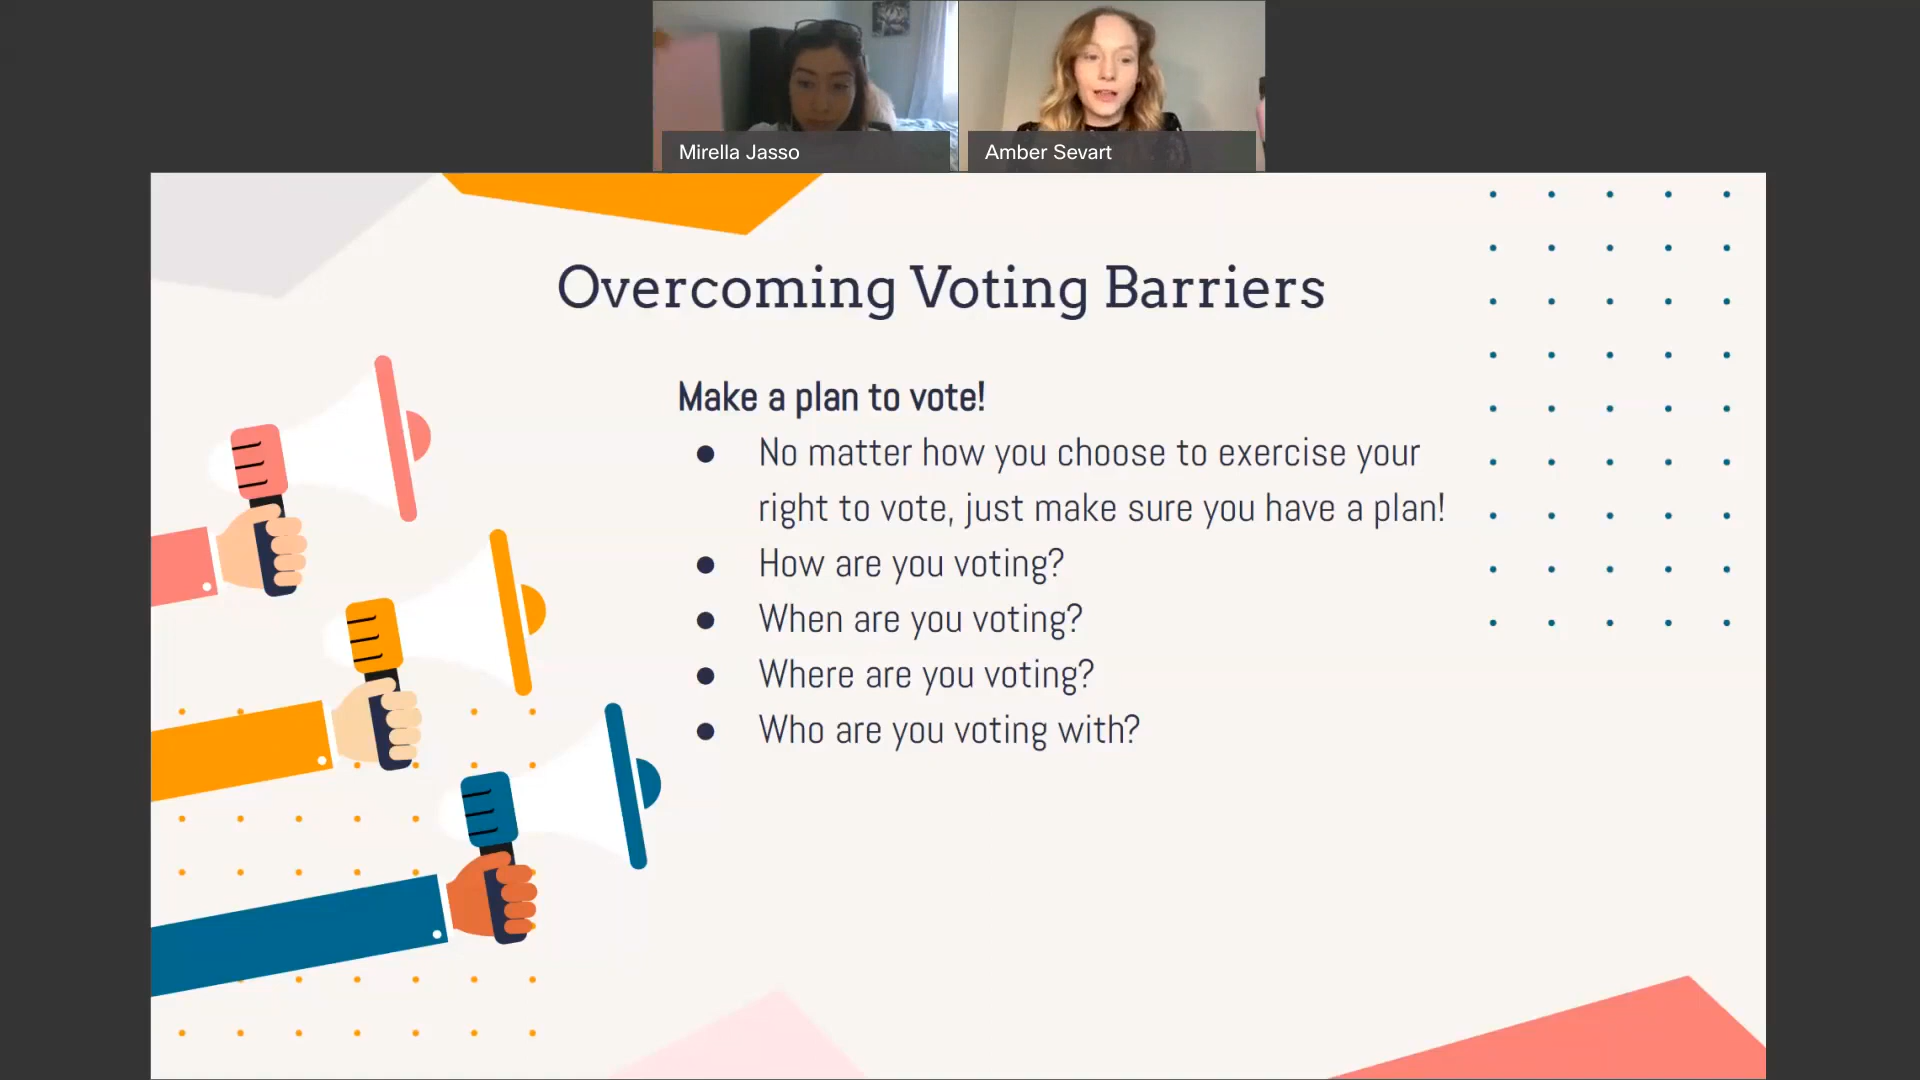 Mirella Jasso
Amber Sevart
Overcoming Voting Barriers
Make a plan to vote!
● No matter how you choose to exercise your
right to vote, just make sure you have a plan!
● How are you voting?
● When are you voting?
● Where are you voting?
● Who are you voting with?